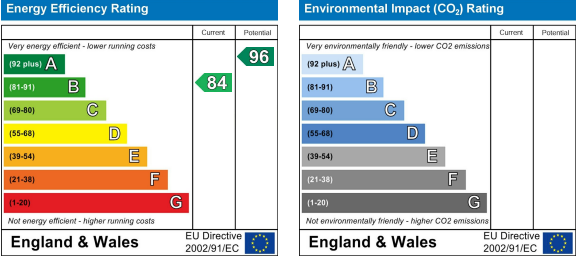 Energy Efficiency Rating
Current Potential
Very energy efficient - lower running costs
(92 plus) A
96
(81-91) B
84
(69-80) C
(55-68) D
(39-54) E
(21-38) F
(1-20) G
Not energy efficient - higher running costs
England & Wales
EU Directive
2002/91/EC
Environmental Impact (CO2) Rating
Current Potential
Very environmentally friendly - lower CO2 emissions
(92 plus) A
(81-91) B
(69-80) C
(55-68) D
(39-54) E
(21-38) F
(1-20) G
Not environmentally friendly - higher CO2 emissions
England & Wales
EU Directive
2002/91/EC